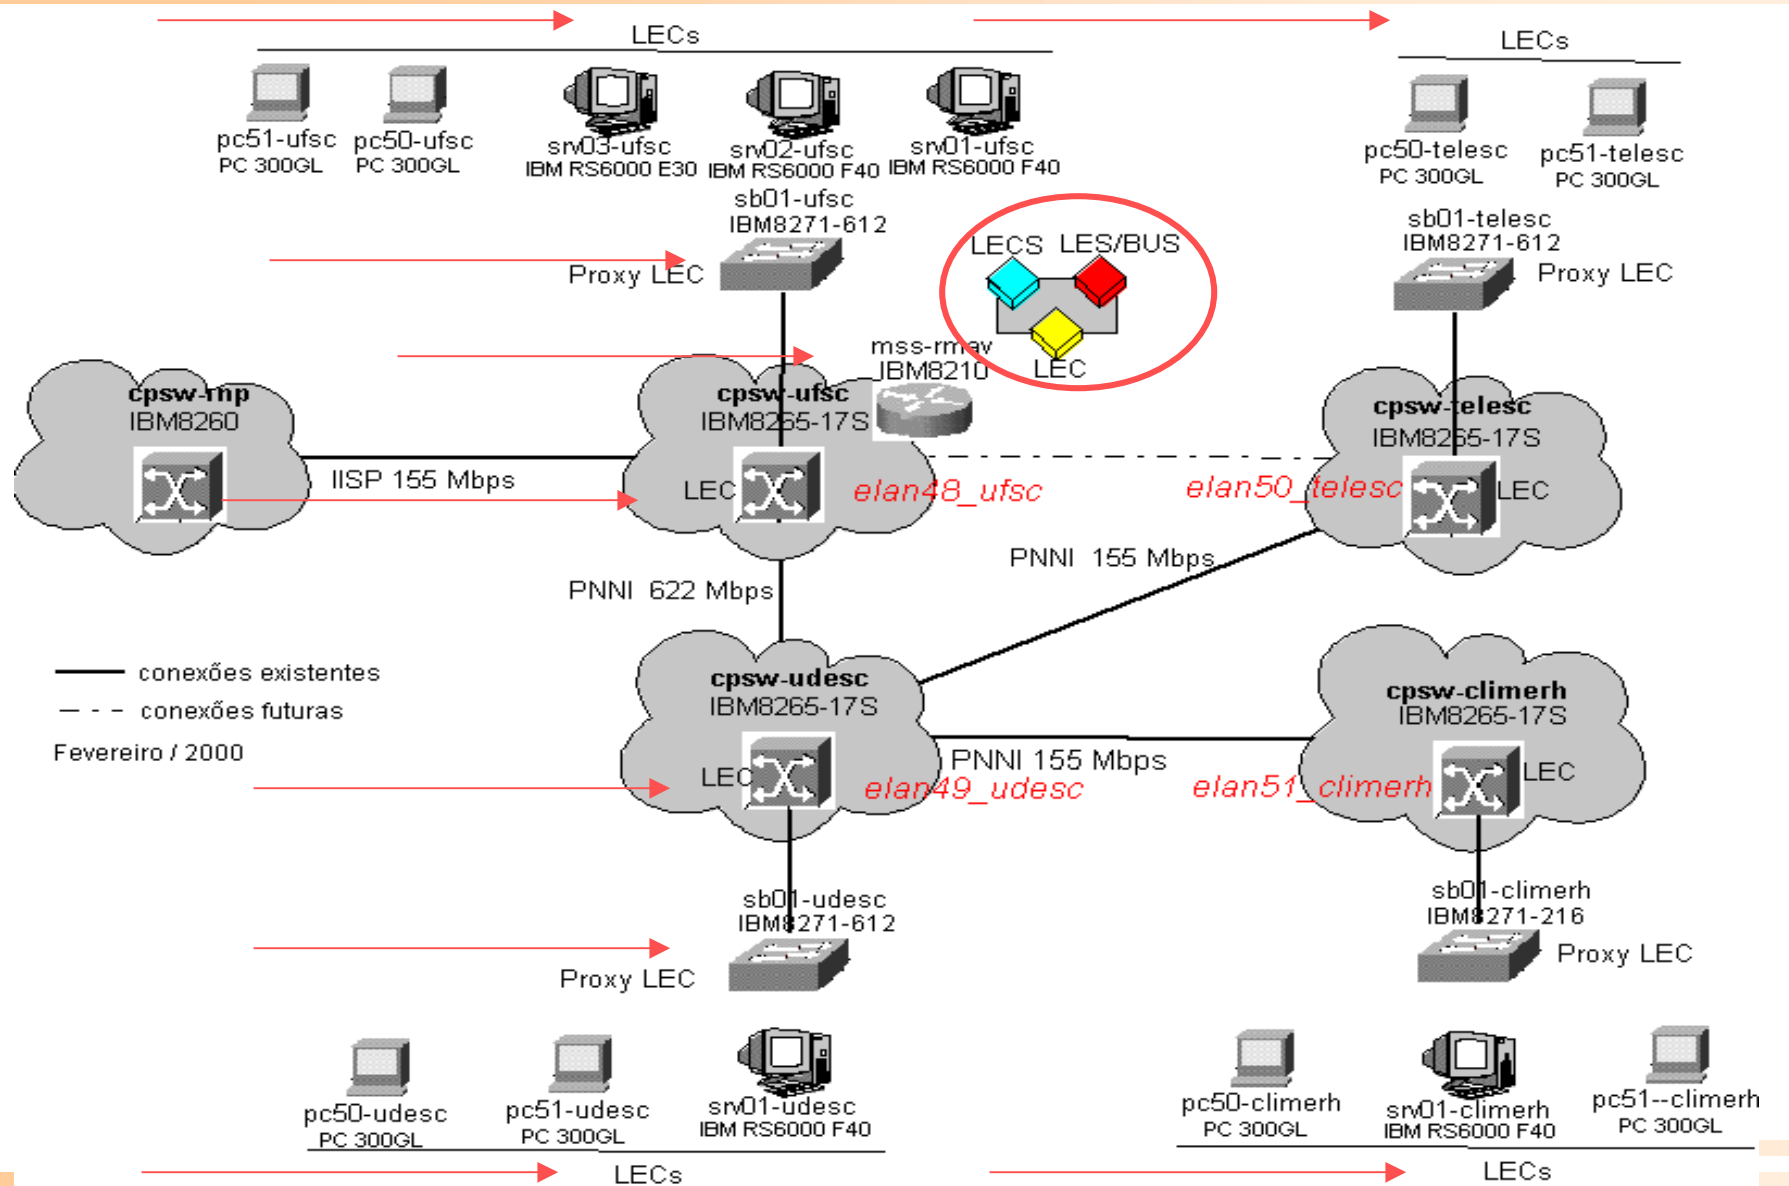 LECs
LECs
pc51-ufsc
PC 300GL
pc50-ufsc
PC 300GL
srv03-ufsc
IBM RS6000 E30
srv02-ufsc
IBM RS6000 F40
srv01-ufsc
IBM RS6000 F40
pc50-telesc
PC 300GL
pc51-telesc
PC 300GL
sb01-ufsc
IBM8271-612
Proxy LEC
LECS
LES/BUS
LEC
sb01-telesc
IBM8271-612
Proxy LEC
mss-rmav
IBM8210
cpsw-rnp
IBM8260
cpsw-ufsc
IBM8265-17S
LEC
elan48_ufsc
cpsw-telesc
IBM8265-17S
elan50_telesc
LEC
IISP 155 Mbps
PNNI 622 Mbps
PNNI 155 Mbps
conexões existentes
conexões futuras
Fevereiro / 2000
cpsw-udesc
IBM8265-17S
LEC
elan49_udesc
PNNI 155 Mbps
cpsw-climerh
IBM8265-17S
elan51_climerh
LEC
sb01-udesc
IBM8271-612
Proxy LEC
sb01-climerh
IBM8271-216
Proxy LEC
pc50-udesc
PC 300GL
pc51-udesc
PC 300GL
srv01-udesc
IBM RS6000 F40
pc50-climerh
PC 300GL
srv01-climerh
IBM RS6000 F40
pc51--climerh
PC 300GL
LECs
LECs